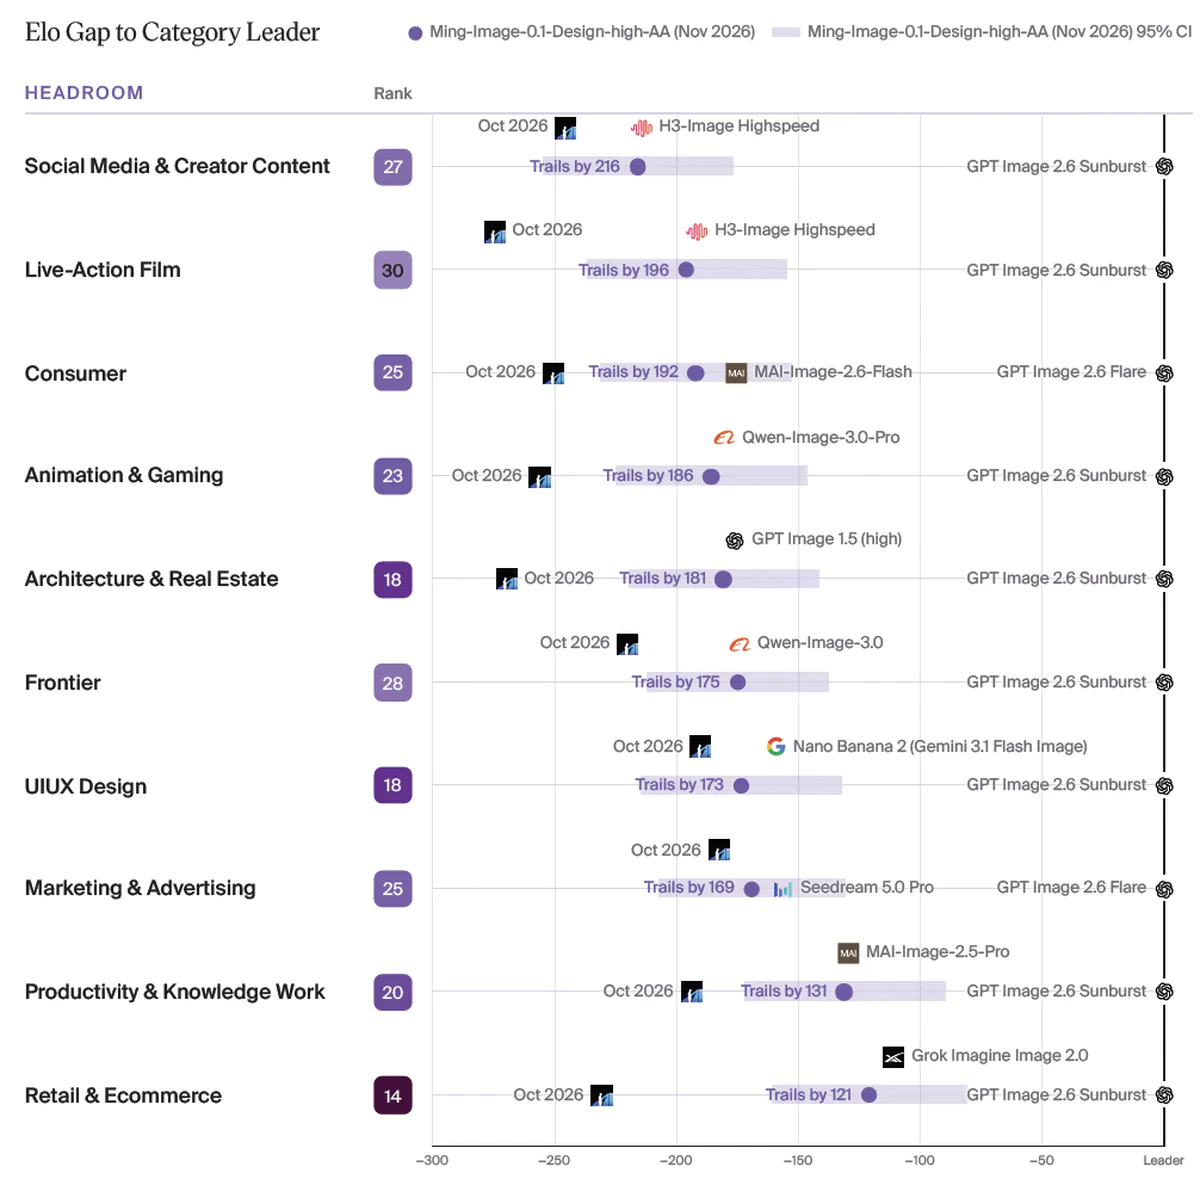 Elo Gap to Category Leader
Ming-Image-0.1-Design-high-AA (Nov 2026) Ming-Image-0.1-Design-high-AA (Nov 2026) 95% CI
HEADROOM Rank
Oct 2026 H3-Image Highspeed
Social Media & Creator Content 27 Trails by 216 GPT Image 2.6 Sunburst
Oct 2026 H3-Image Highspeed
Live-Action Film 30 Trails by 196 GPT Image 2.6 Sunburst
Consumer 25 Oct 2026 Trails by 192 MAI MAI-Image-2.6-Flash GPT Image 2.6 Flare
Qwen-Image-3.0-Pro
Animation & Gaming 23 Oct 2026 Trails by 186 GPT Image 2.6 Sunburst
GPT Image 1.5 (high)
Architecture & Real Estate 18 Oct 2026 Trails by 181 GPT Image 2.6 Sunburst
Oct 2026 Qwen-Image-3.0
Frontier 28 Trails by 175 GPT Image 2.6 Sunburst
Oct 2026 Nano Banana 2 (Gemini 3.1 Flash Image)
UIUX Design 18 Trails by 173 GPT Image 2.6 Sunburst
Oct 2026
Marketing & Advertising 25 Trails by 169 Seedream 5.0 Pro GPT Image 2.6 Flare
MAI MAI-Image-2.5-Pro
Productivity & Knowledge Work 20 Oct 2026 Trails by 131 GPT Image 2.6 Sunburst
Grok Imagine Image 2.0
Retail & Ecommerce 14 Oct 2026 Trails by 121 GPT Image 2.6 Sunburst
−300 −250 −200 −150 −100 −50 Leader